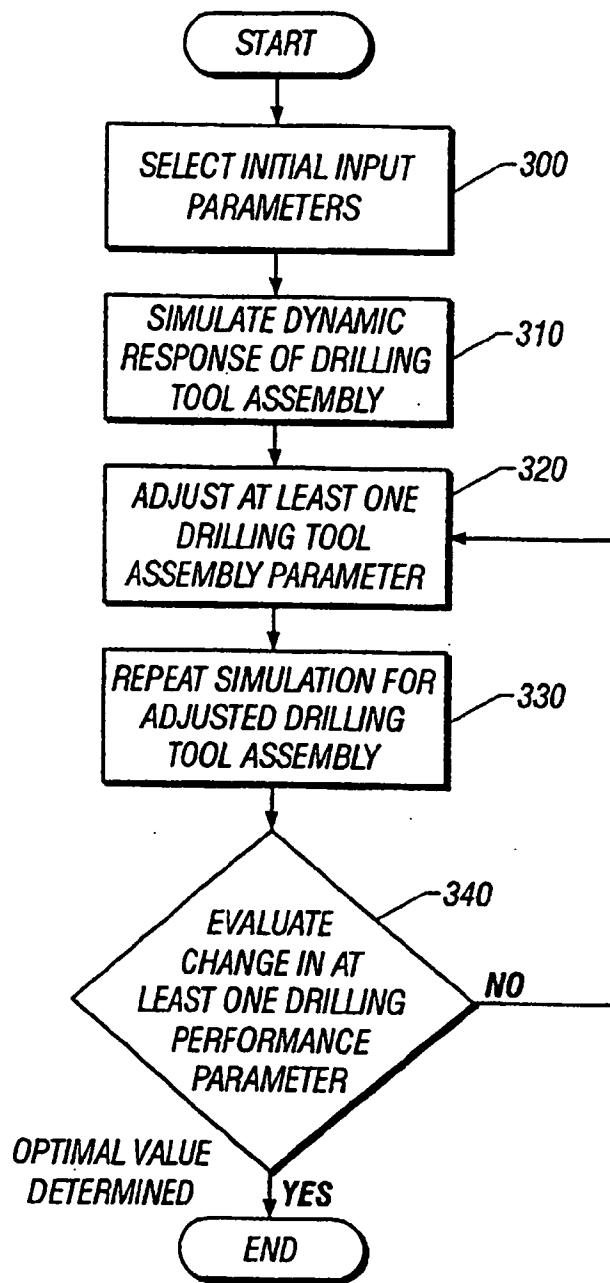 START
SELECT INITIAL INPUT
PARAMETERS
300
SIMULATE DYNAMIC
RESPONSE OF DRILLING
TOOL ASSEMBLY
310
ADJUST AT LEAST ONE
DRILLING TOOL
ASSEMBLY PARAMETER
320
REPEAT SIMULATION FOR
ADJUSTED DRILLING
TOOL ASSEMBLY
330
EVALUATE
CHANGE IN AT
LEAST ONE DRILLING
PERFORMANCE
PARAMETER
340
NO
OPTIMAL VALUE
DETERMINED
YES
END